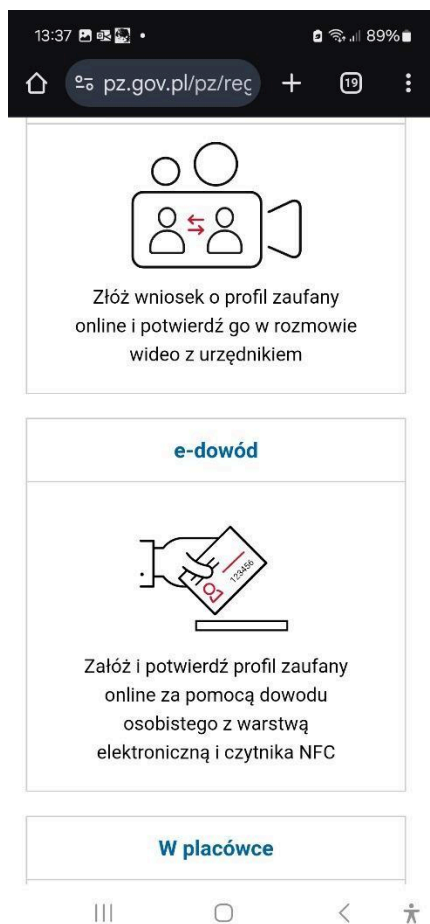 13:37
89%
pz.gov.pl/pz/reg
19
Złóż wniosek o profil zaufany
online i potwierdź go w rozmowie
wideo z urzędnikiem
e-dowód
123456
Załóż i potwierdź profil zaufany
online za pomocą dowodu
osobistego z warstwą
elektroniczną i czytnika NFC
W placówce